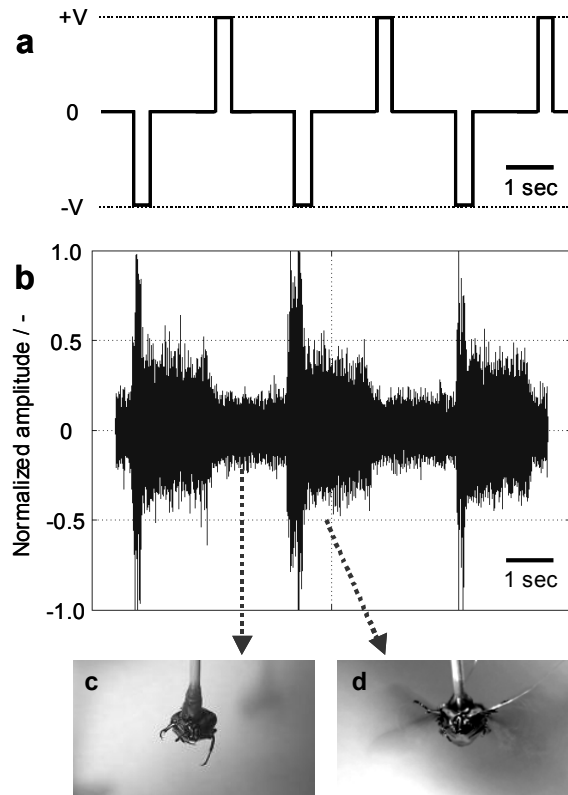 +V
a
0
1 sec
-V
b
1.0
0.5
0
-0.5
-1.0
Normalized amplitude / -
1 sec
c
d